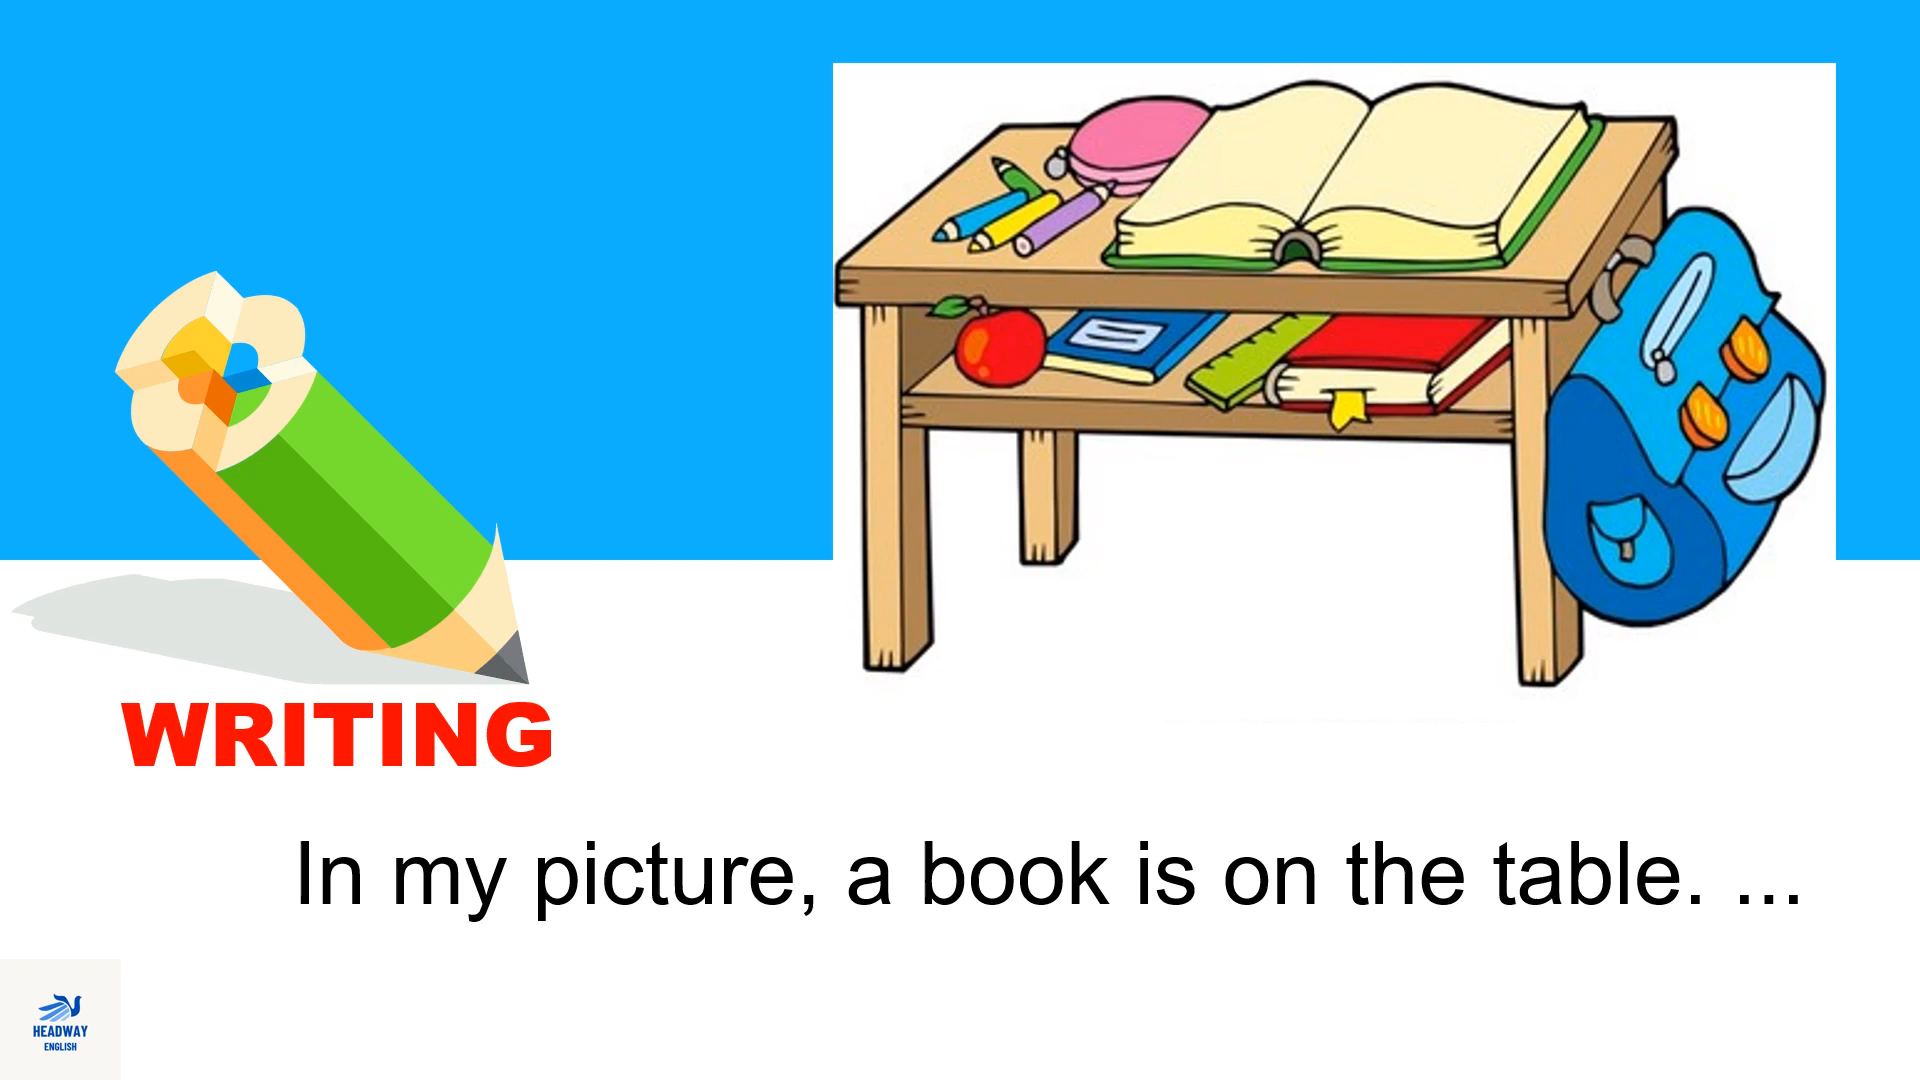 WRITING
In my picture, a book is on the table. ...
HEADWAY
ENGLISH